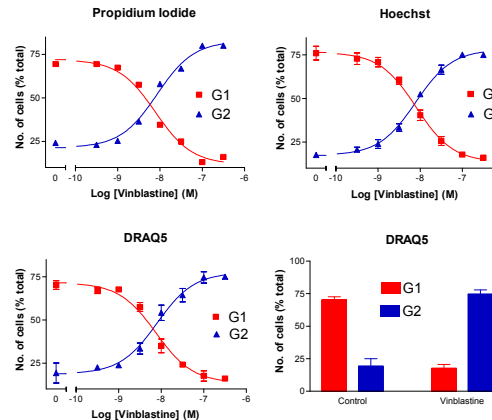 Propidium Iodide
No. of cells (% total)
75
50
25
G1
G2
0 -10 -9 -8 -7 -6
Log [Vinblastine] (M)
Hoechst
No. of cells (% total)
75
50
25
G1
G
0 -10 -9 -8 -7
Log [Vinblastine] (M)
DRAQ5
No. of cells (% total)
75
50
25
G1
G2
0 -10 -9 -8 -7 -6
Log [Vinblastine] (M)
DRAQ5
No. of cells (% total)
100
75
50
25
0
G1
G2
Control Vinblastine